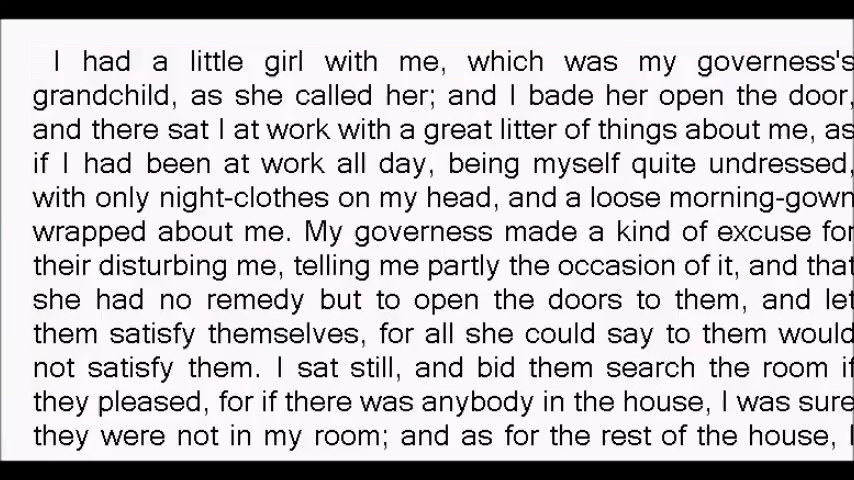 I had a little girl with me, which was my governess's
grandchild, as she called her; and I bade her open the door,
and there sat I at work with a great litter of things about me, as
if I had been at work all day, being myself quite undressed,
with only night-clothes on my head, and a loose morning-gown
wrapped about me. My governess made a kind of excuse for
their disturbing me, telling me partly the occasion of it, and that
she had no remedy but to open the doors to them, and let
them satisfy themselves, for all she could say to them would
not satisfy them. I sat still, and bid them search the room if
they pleased, for if there was anybody in the house, I was sure
they were not in my room; and as for the rest of the house, I